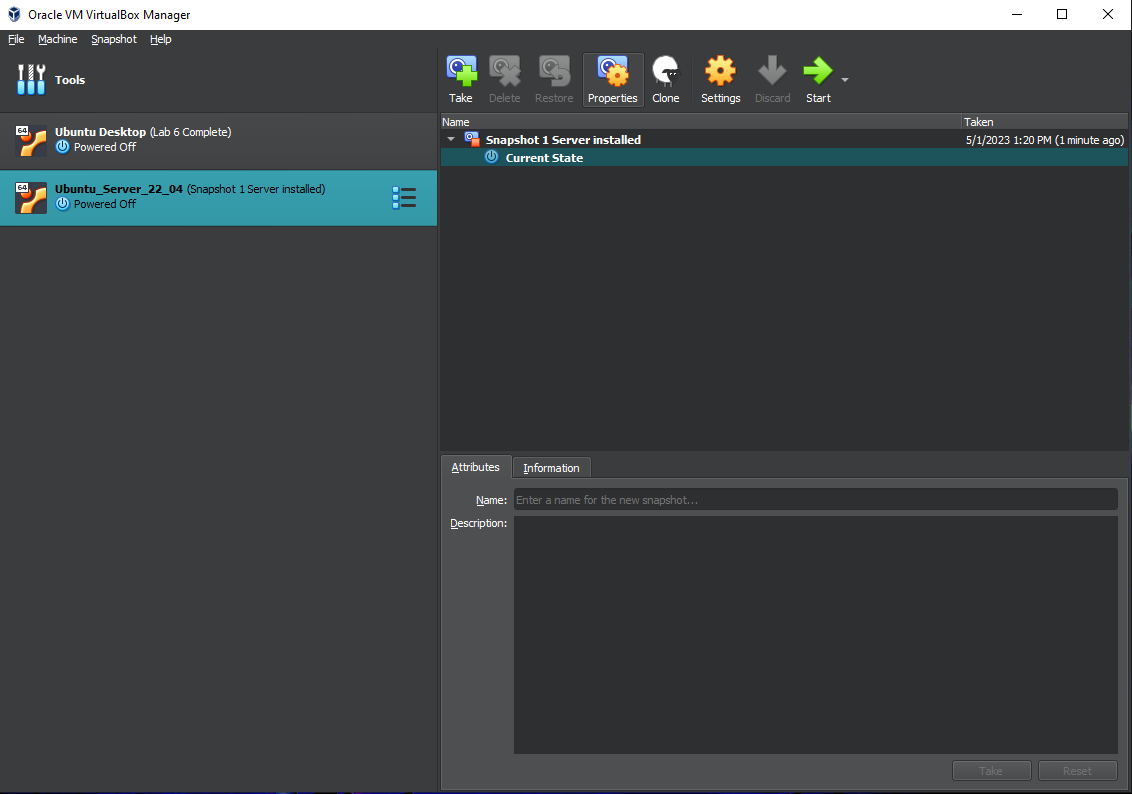 Oracle VM VirtualBox Manager
File Machine Snapshot Help
Tools
Take Delete Restore Properties Clone Settings Discard Start
64 Ubuntu Desktop (Lab 6 Complete)
Powered Off
64 Ubuntu_Server_22_04 (Snapshot 1 Server installed)
Powered Off
Name Taken
Snapshot 1 Server installed 5/1/2023 1:20 PM (1 minute ago)
Current State
Attributes Information
Name: Enter a name for the new snapshot...
Description:
Take Reset